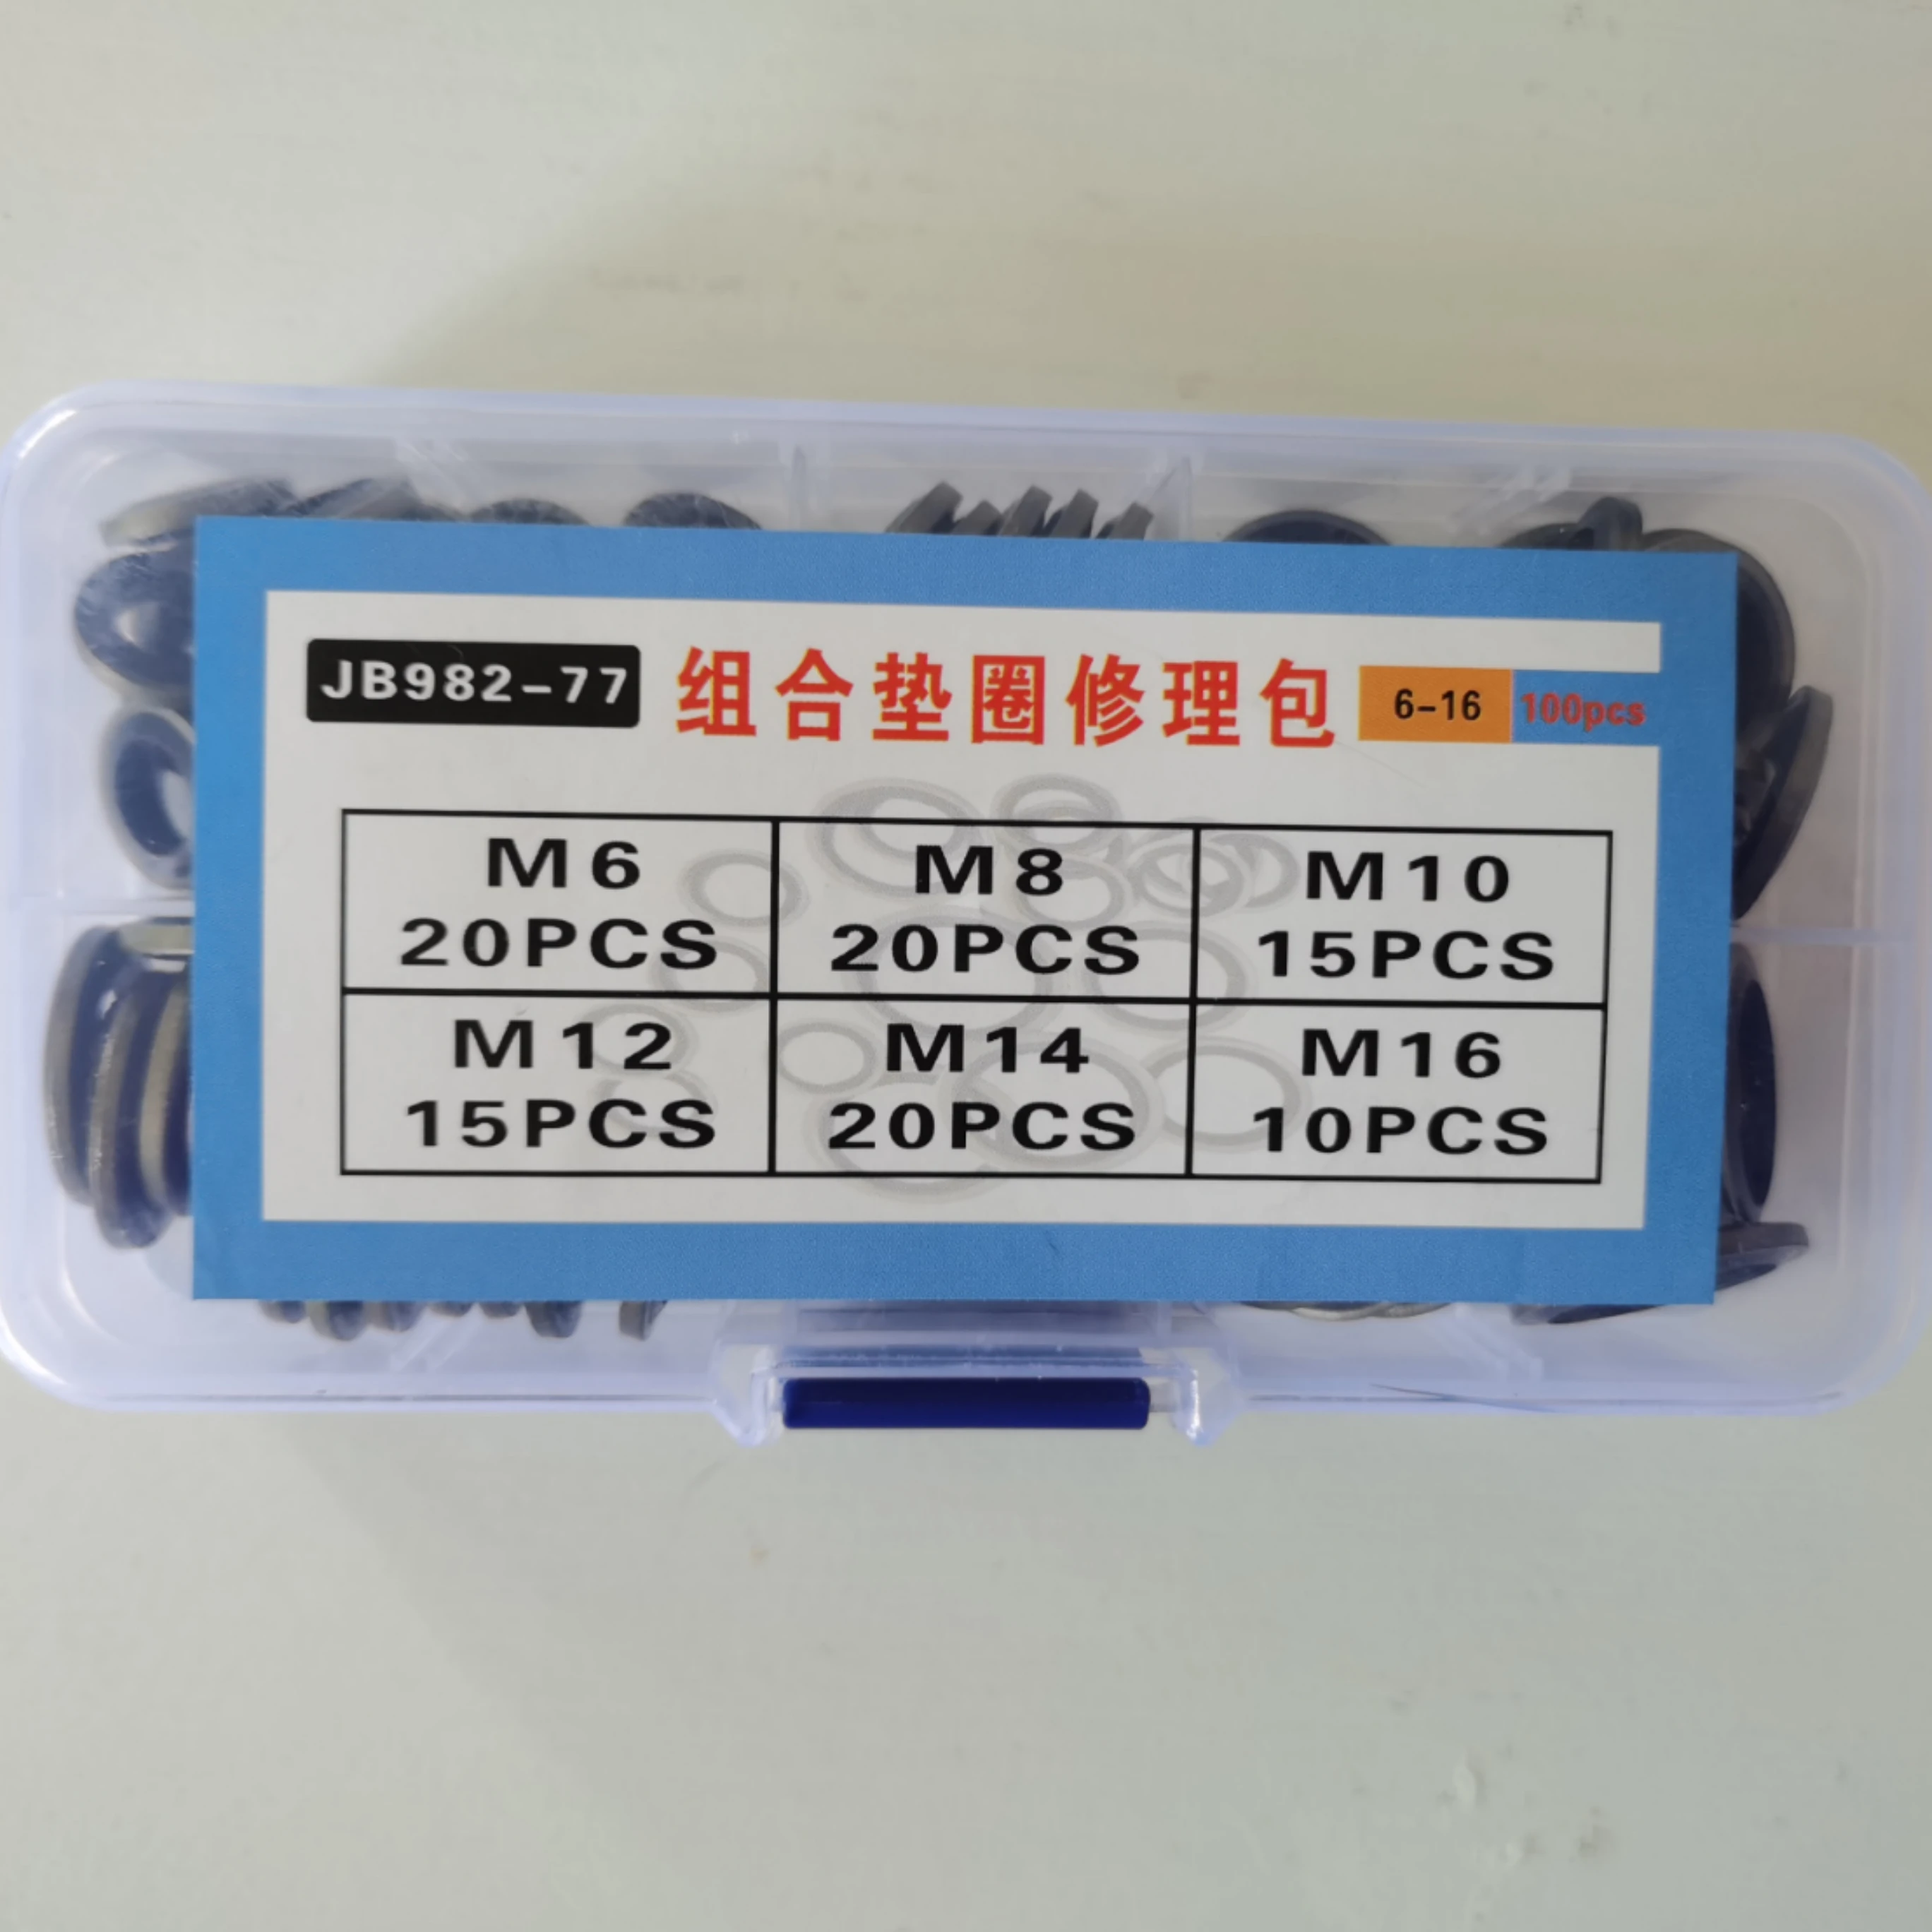 JB982-77 组合垫圈修理包 6-16 100pcs
M6 M8 M10
20PCS 20PCS 15PCS
M12 M14 M16
15PCS 20PCS 10PCS